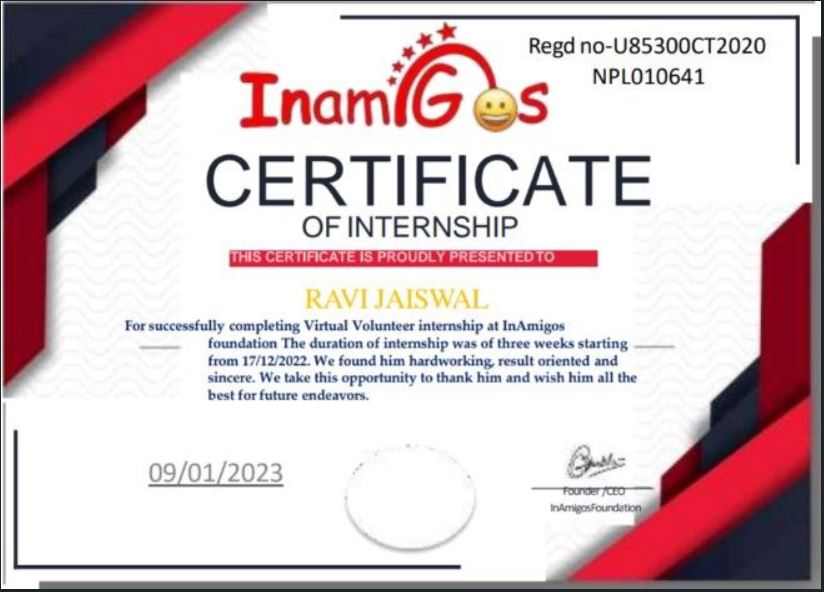 Regd no-U85300CT2020
NPL010641
InamiGos
CERTIFICATE
OF INTERNSHIP
THIS CERTIFICATE IS PROUDLY PRESENTED TO
RAVI JAISWAL
For successfully completing Virtual Volunteer internship at InAmigos
foundation The duration of internship was of three weeks starting
from 17/12/2022. We found him hardworking, result oriented and
sincere. We take this opportunity to thank him and wish him all the
best for future endeavors.
09/01/2023
Founder /CEO
InAmigosFoundation